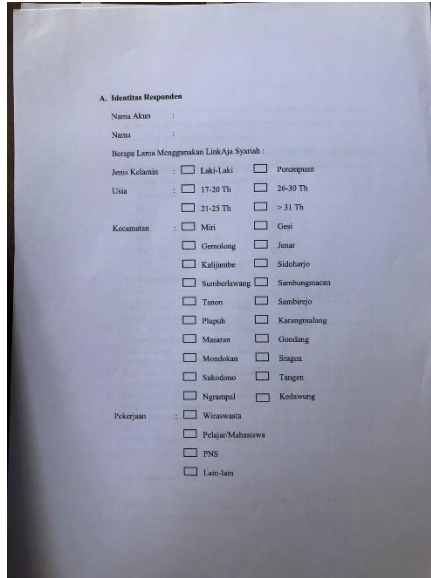 A. Identitas Responden
Nama Akun :
Nama :
Berapa Lama Menggunakan LinkAja Syariah :
Jenis Kelamin : Laki-Laki Perempuan
Usia : 17-20 Th 26-30 Th
21-25 Th > 31 Th
Kecamatan : Miri Gesi
Gemolong Jenar
Kalijambe Sidoharjo
Sumberlawang Sambungmacan
Tanon Sambirejo
Plupuh Karangmalang
Masaran Gondang
Mondokan Sragen
Sukodono Tangen
Ngrampal Kedawung
Pekerjaan : Wiraswasta
Pelajar/Mahasiswa
PNS
Lain-lain